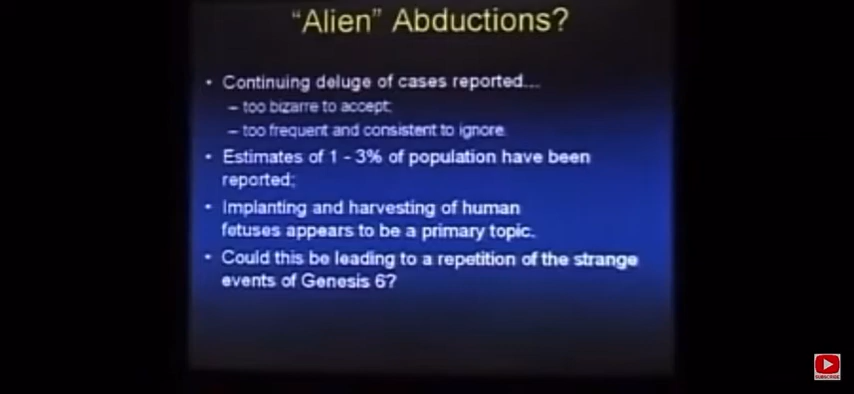 “Alien” Abductions?
• Continuing deluge of cases reported...
– too bizarre to accept;
– too frequent and consistent to ignore.
• Estimates of 1 - 3% of population have been
reported;
• Implanting and harvesting of human
fetuses appears to be a primary topic.
• Could this be leading to a repetition of the strange
events of Genesis 6?
SUBSCRIBE